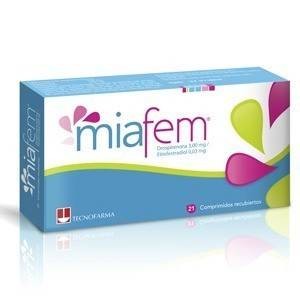 miafem®
Drospirenona 3,00 mg /
Etinilestradiol 0,03 mg
TECNOFARMA
21 Comprimidos recubiertos